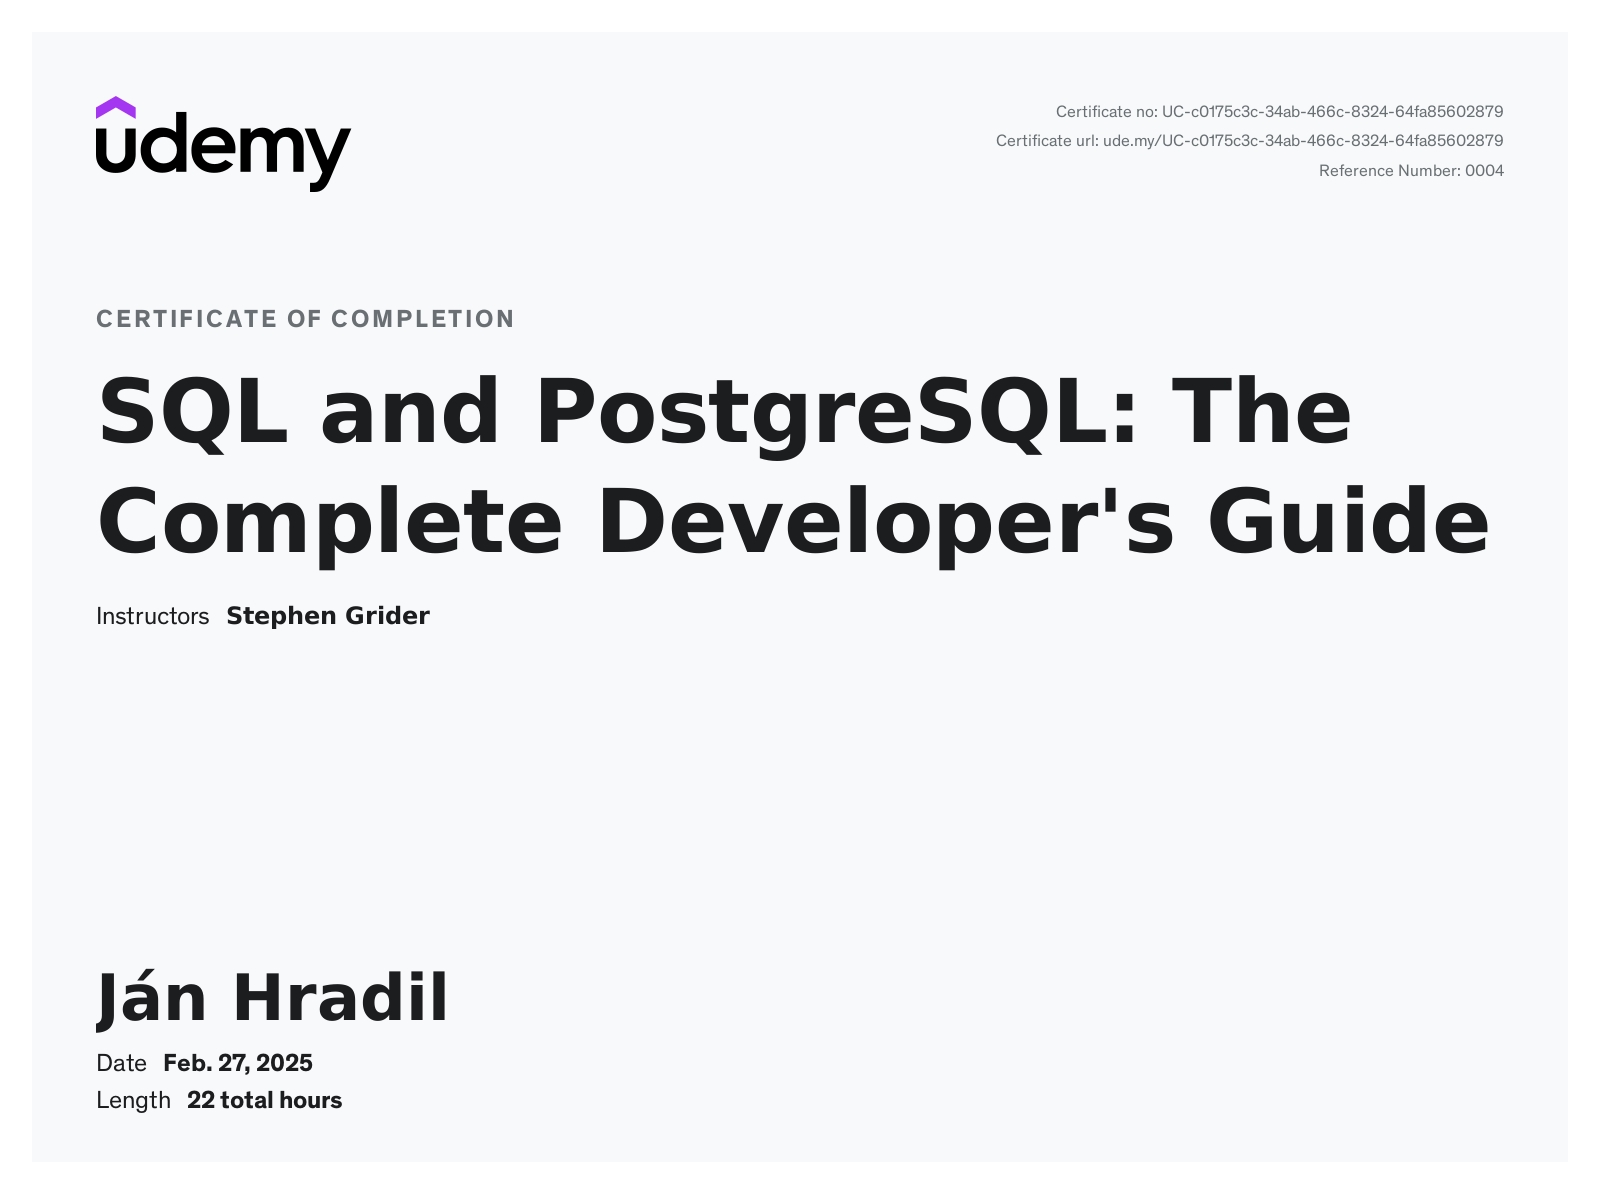 udemy
Certificate no: UC-c0175c3c-34ab-466c-8324-64fa85602879
Certificate url: ude.my/UC-c0175c3c-34ab-466c-8324-64fa85602879
Reference Number: 0004
CERTIFICATE OF COMPLETION
SQL and PostgreSQL: The
Complete Developer's Guide
Instructors Stephen Grider
Ján Hradil
Date Feb. 27, 2025
Length 22 total hours